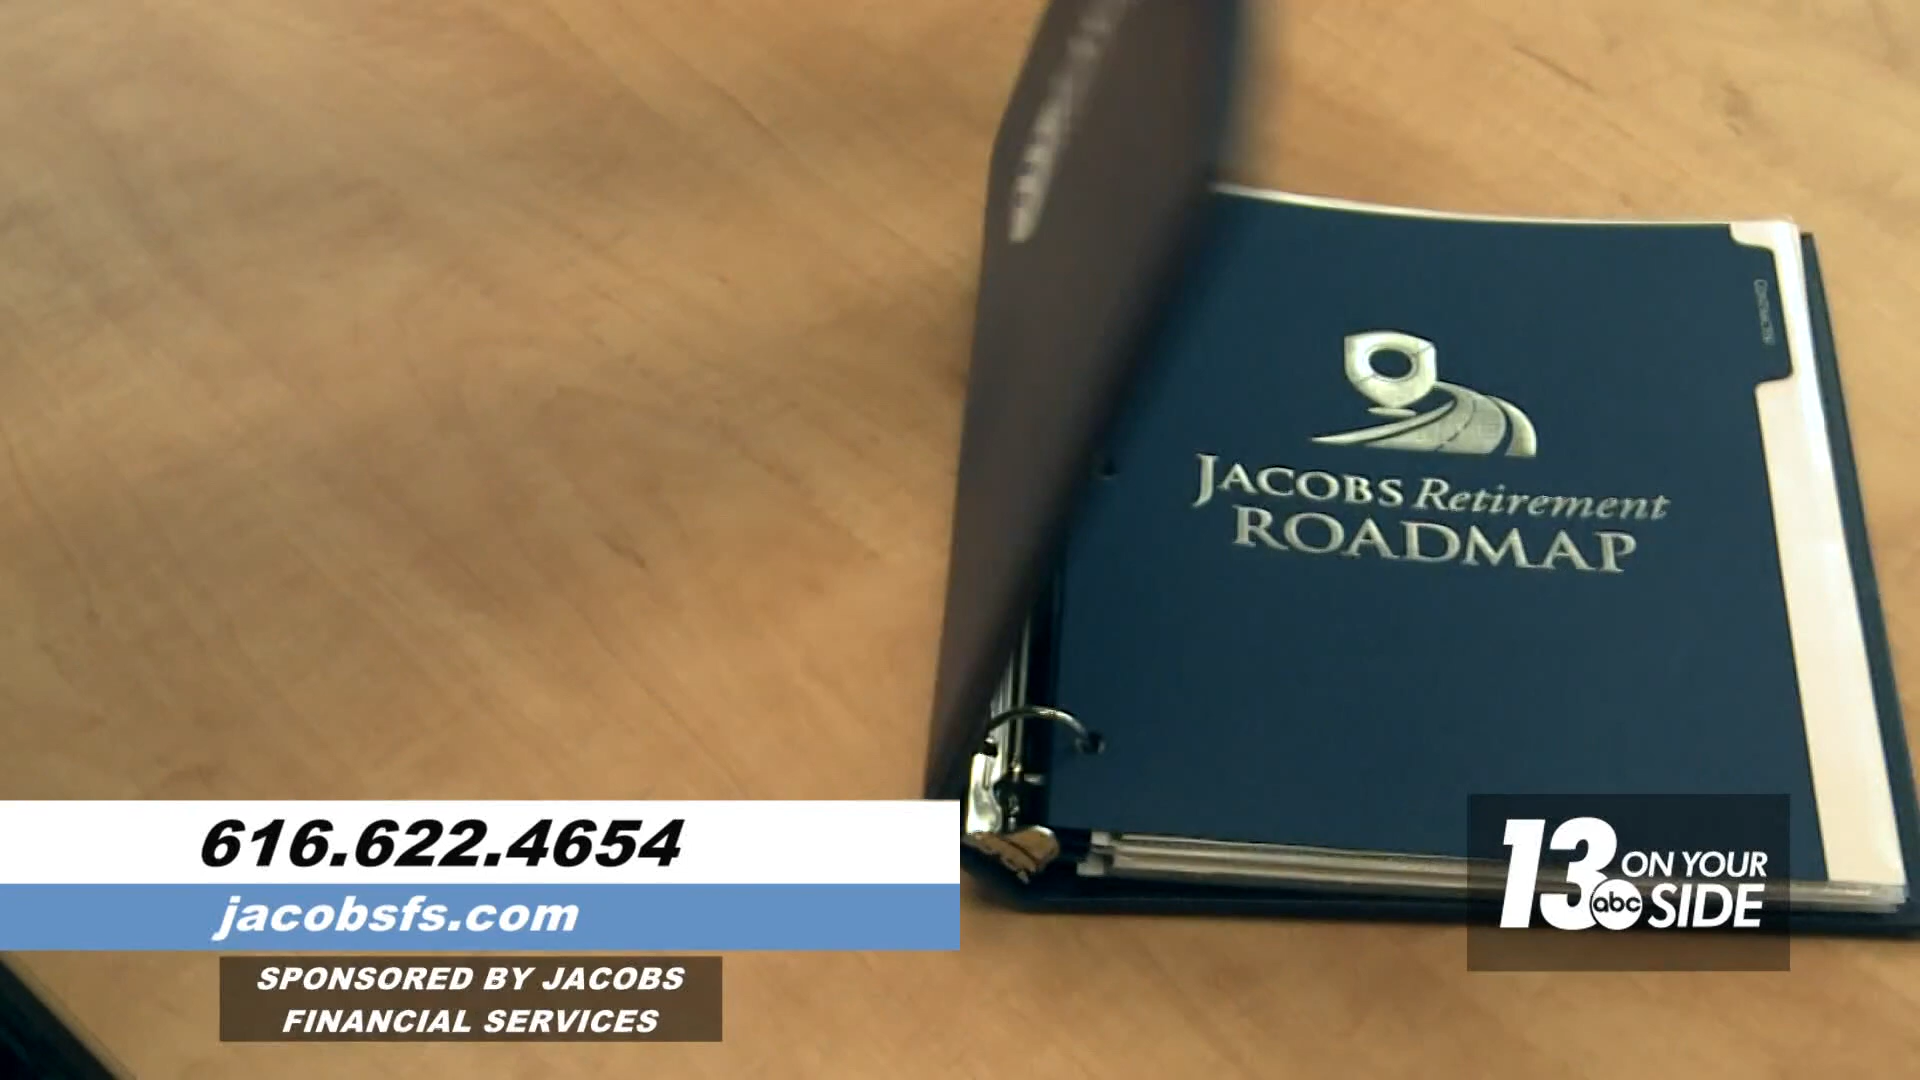 JACOBS Retirement
ROADMAP
616.622.4654
jacobsfs.com
SPONSORED BY JACOBS
FINANCIAL SERVICES
13 ON YOUR
abc SIDE